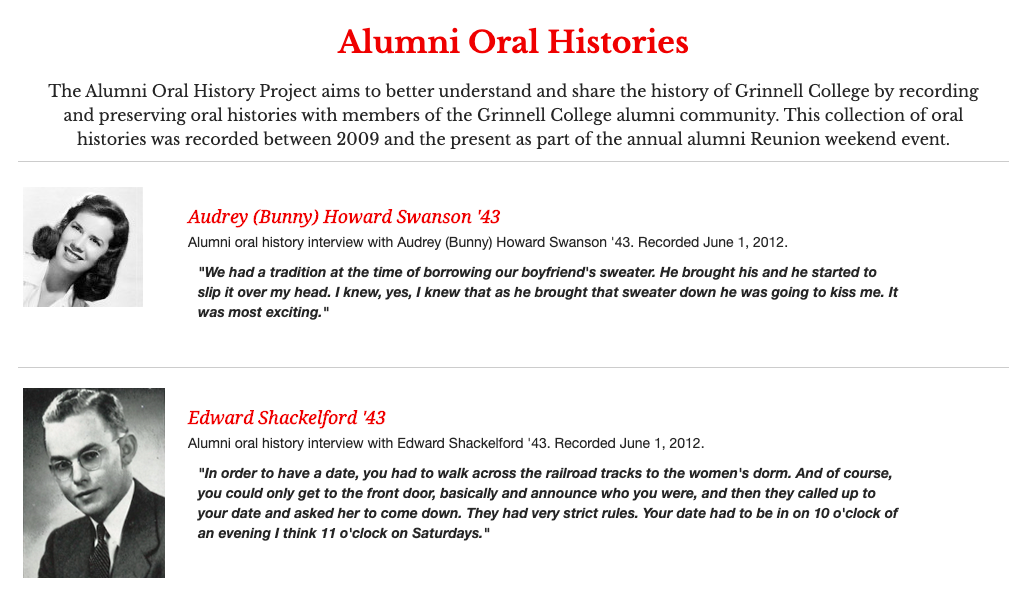 Alumni Oral Histories
The Alumni Oral History Project aims to better understand and share the history of Grinnell College by recording
and preserving oral histories with members of the Grinnell College alumni community. This collection of oral
histories was recorded between 2009 and the present as part of the annual alumni Reunion weekend event.
Audrey (Bunny) Howard Swanson '43
Alumni oral history interview with Audrey (Bunny) Howard Swanson '43. Recorded June 1, 2012.
"We had a tradition at the time of borrowing our boyfriend's sweater. He brought his and he started to
slip it over my head. I knew, yes, I knew that as he brought that sweater down he was going to kiss me. It
was most exciting."
Edward Shackelford '43
Alumni oral history interview with Edward Shackelford '43. Recorded June 1, 2012.
"In order to have a date, you had to walk across the railroad tracks to the women's dorm. And of course,
you could only get to the front door, basically and announce who you were, and then they called up to
your date and asked her to come down. They had very strict rules. Your date had to be in on 10 o'clock of
an evening I think 11 o'clock on Saturdays."